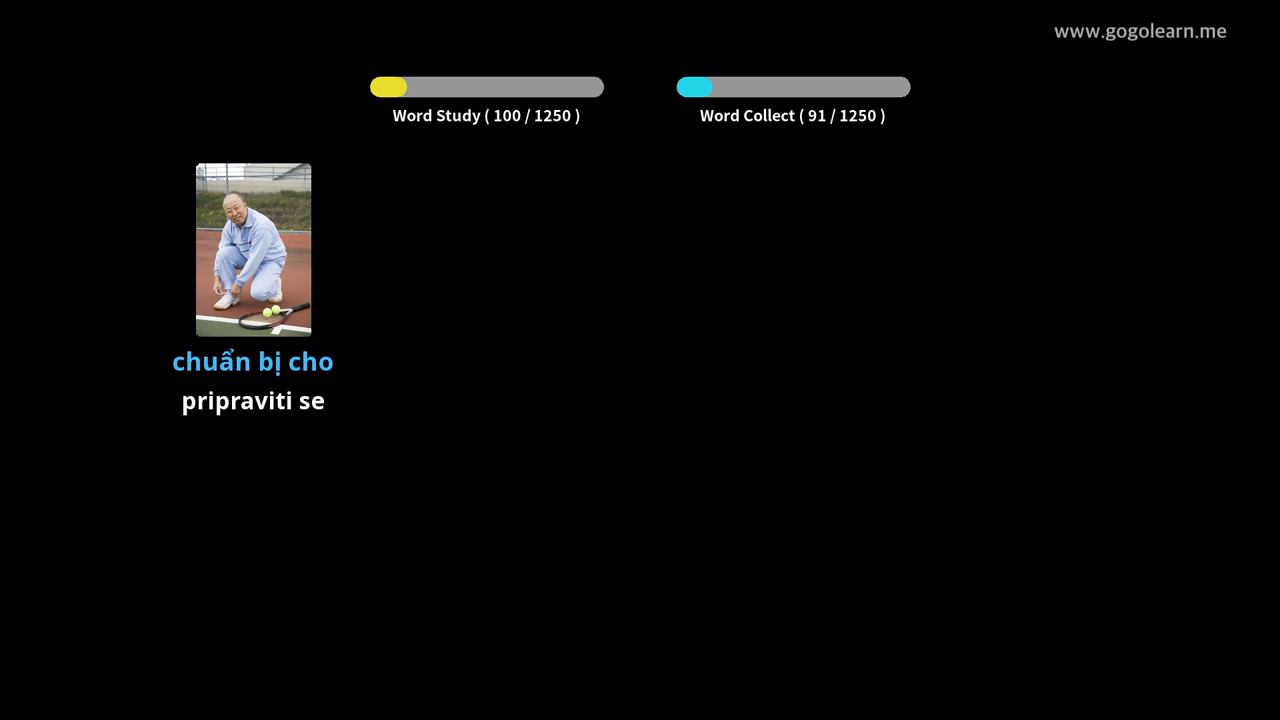 www.gogolearn.me
Word Study ( 100 / 1250 )
Word Collect ( 91 / 1250 )
chuẩn bị cho
pripraviti se